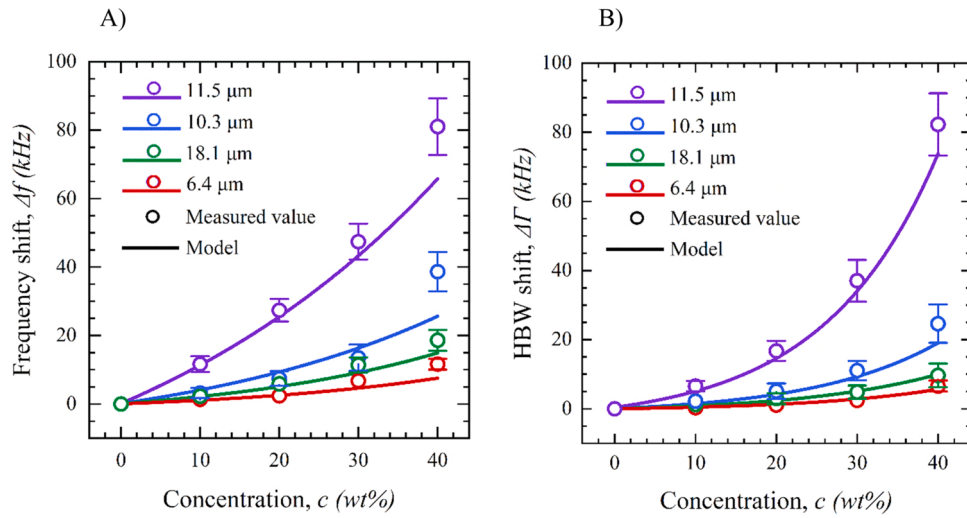 A)
100
80
60
40
20
0
Frequency shift, Δf (kHz)
11.5 μm
10.3 μm
18.1 μm
6.4 μm
Measured value
Model
0 10 20 30 40
Concentration, c (wt%)
B)
100
80
60
40
20
0
HBW shift, ΔΓ (kHz)
11.5 μm
10.3 μm
18.1 μm
6.4 μm
Measured value
Model
0 10 20 30 40
Concentration, c (wt%)